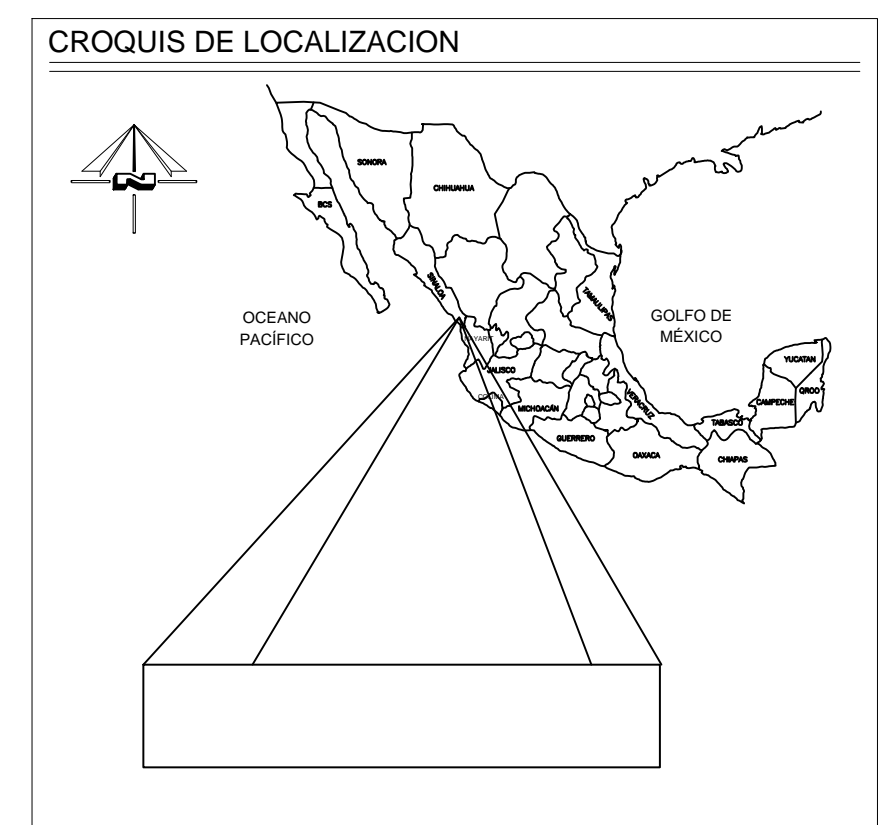 CROQUIS DE LOCALIZACION
N
SONORA
CHIHUAHUA
BCS
SINALOA
TAMAULIPAS
OCEANO
PACÍFICO
GOLFO DE
MÉXICO
JALISCO
YUCATAN
QROO
CAMPECHE
VERACRUZ
MICHOACÁN
TABASCO
GUERRERO
OAXACA
CHIAPAS